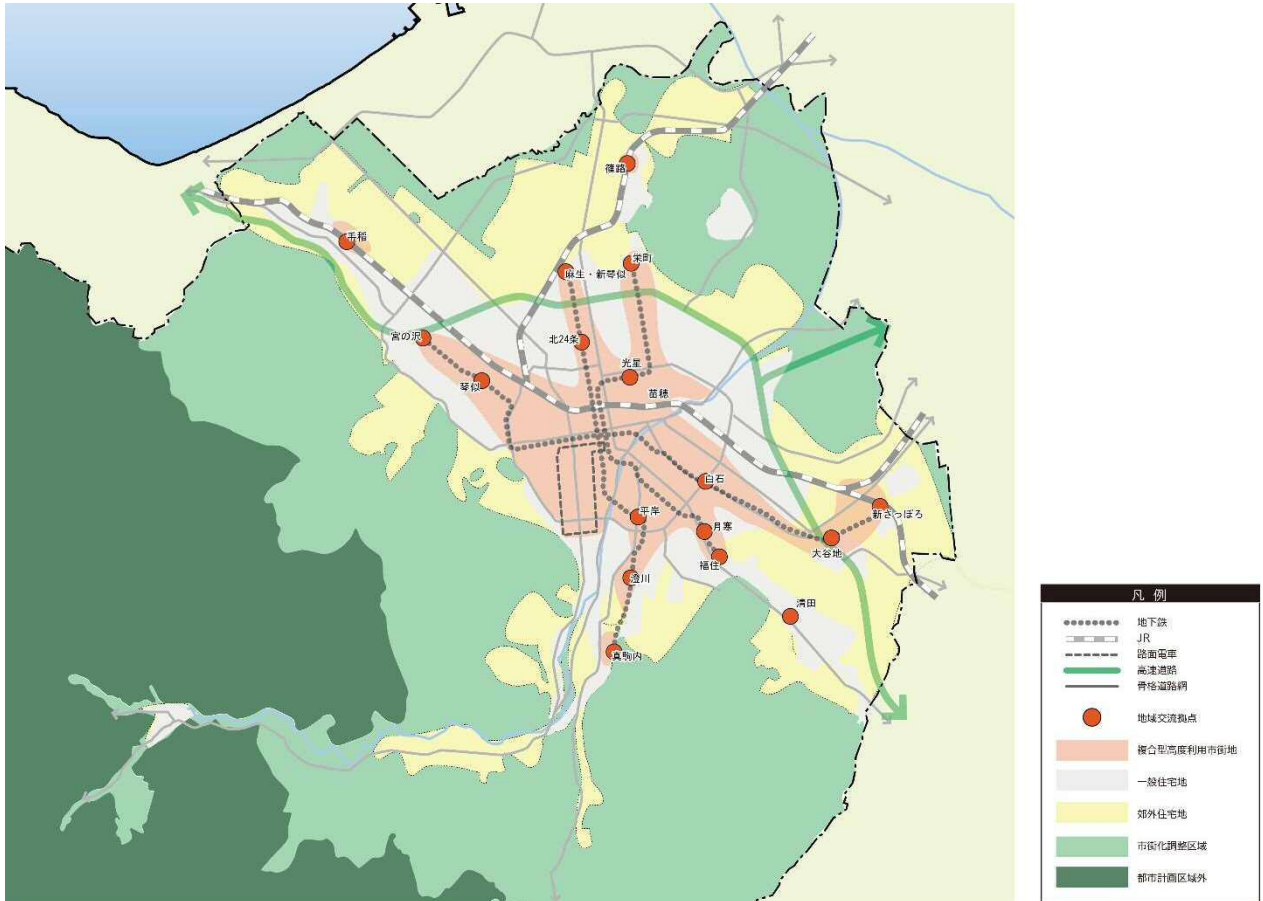 篠路
手稲
栄町
麻生・新琴似
宮の沢
北24条
光星
琴似
苗穂
白石
新さっぽろ
平岸
月寒
大谷地
福住
澄川
清田
真駒内
凡 例
地下鉄
JR
路面電車
高速道路
骨格道路網
地域交流拠点
複合型高度利用市街地
一般住宅地
郊外住宅地
市街化調整区域
都市計画区域外